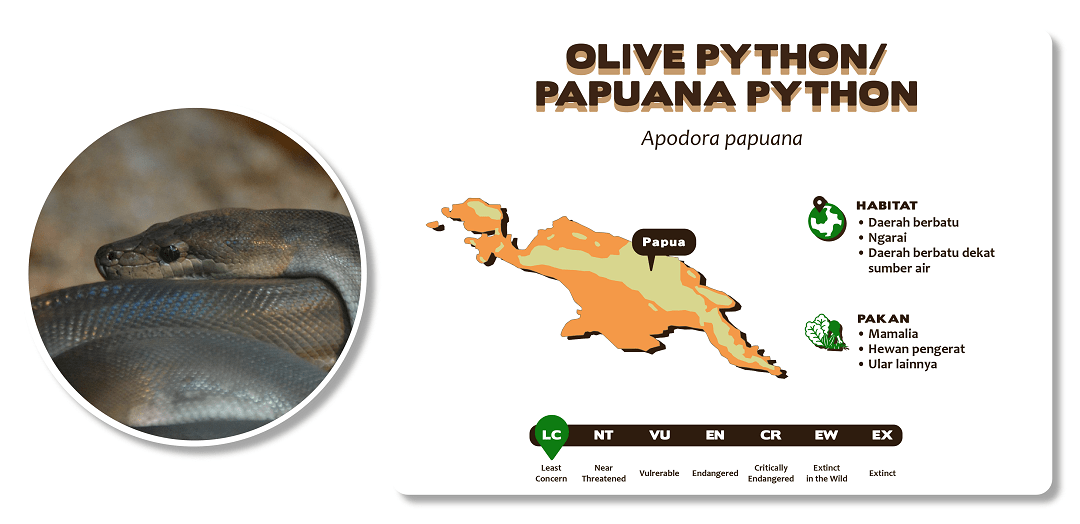 OLIVE PYTHON/
PAPUANA PYTHON
Apodora papuana
Papua
HABITAT
• Daerah berbatu
• Ngarai
• Daerah berbatu dekat
sumber air
PAKAN
• Mamalia
• Hewan pengerat
• Ular lainnya
LC NT VU EN CR EW EX
Least Concern Near Threatened Vulrerable Endangered Critically Endangered Extinct in the Wild Extinct